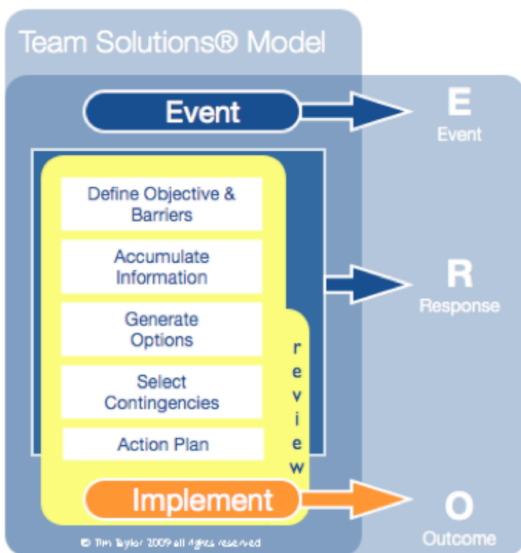 Team Solutions® Model
Event
E
Event
Define Objective &
Barriers
Accumulate
Information
R
Response
Generate
Options
Select
Contingencies
Action Plan
review
Implement
O
Outcome
© Tim Taylor 2009 all rights reserved